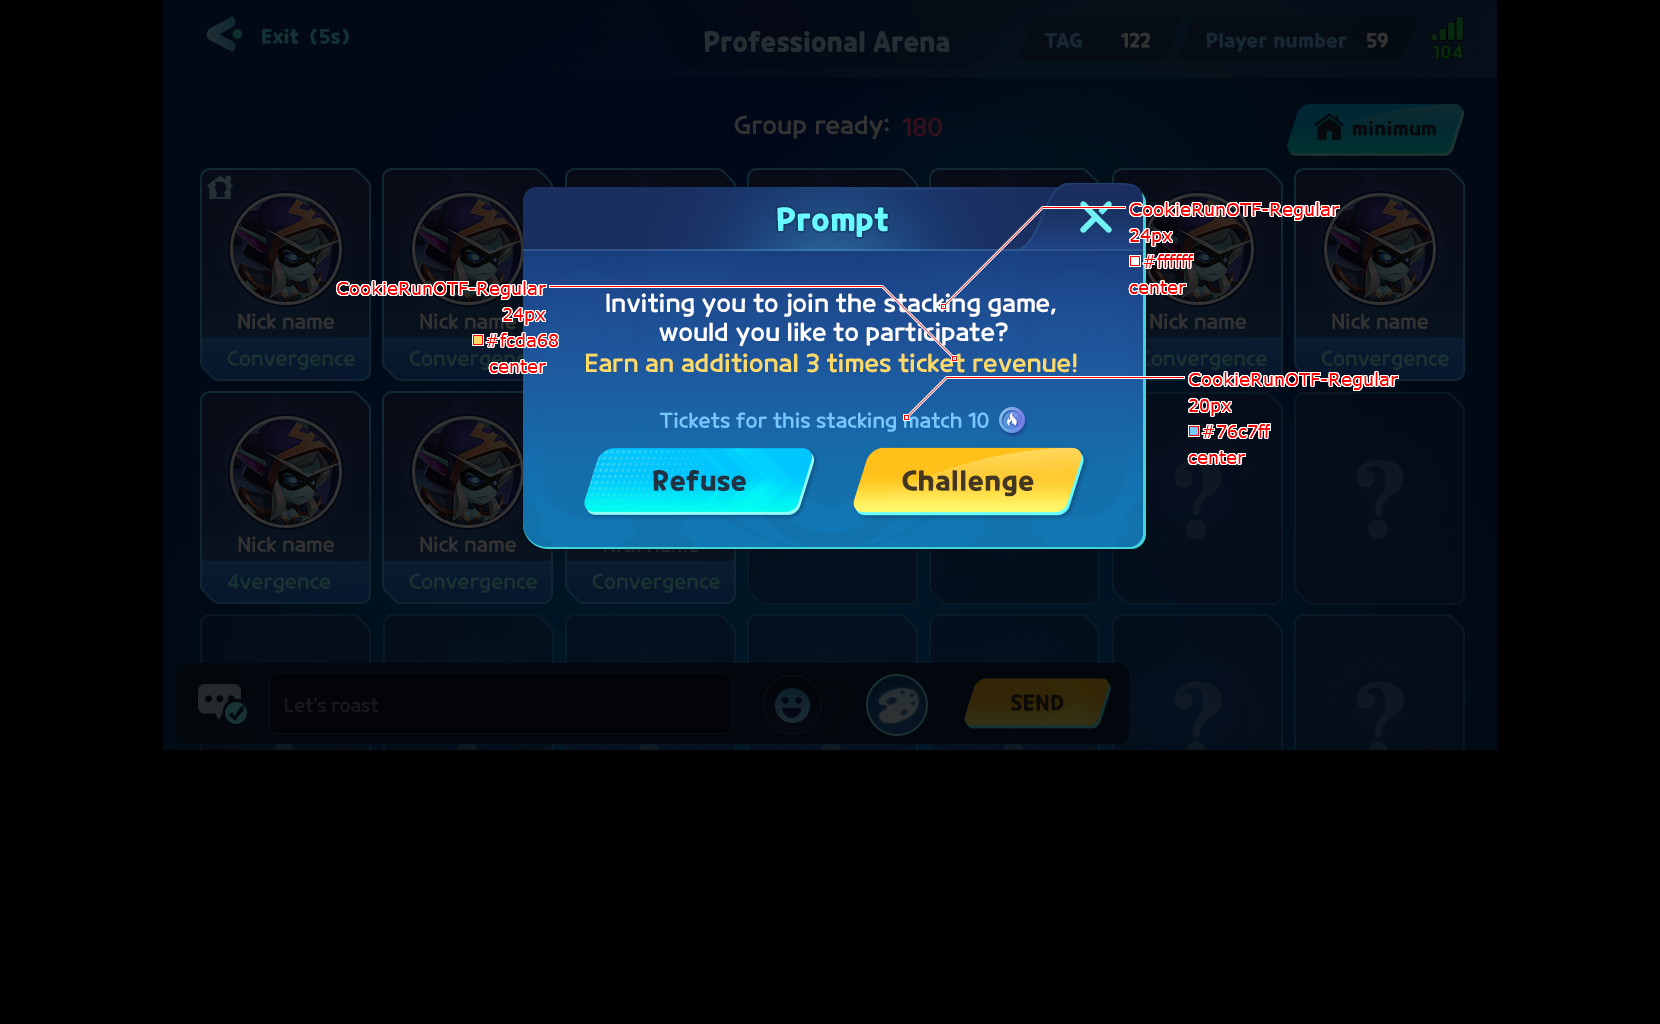 Exit (5s)
Professional Arena
TAG 122
Player number 59
104
Group ready: 180
minimum
Prompt
CookieRunOTF-Regular
24px
#ffffff
center
CookieRunOTF-Regular
24px
#fcda68
center
Inviting you to join the stacking game,
would you like to participate?
Earn an additional 3 times ticket revenue!
CookieRunOTF-Regular
20px
#76c7ff
center
Tickets for this stacking match 10
Refuse
Challenge
Nick name
Nick name
Nick name
Nick name
Convergence
Convergence
Convergence
Nick name
Nick name
4vergence
Convergence
Convergence
Let's roast
SEND